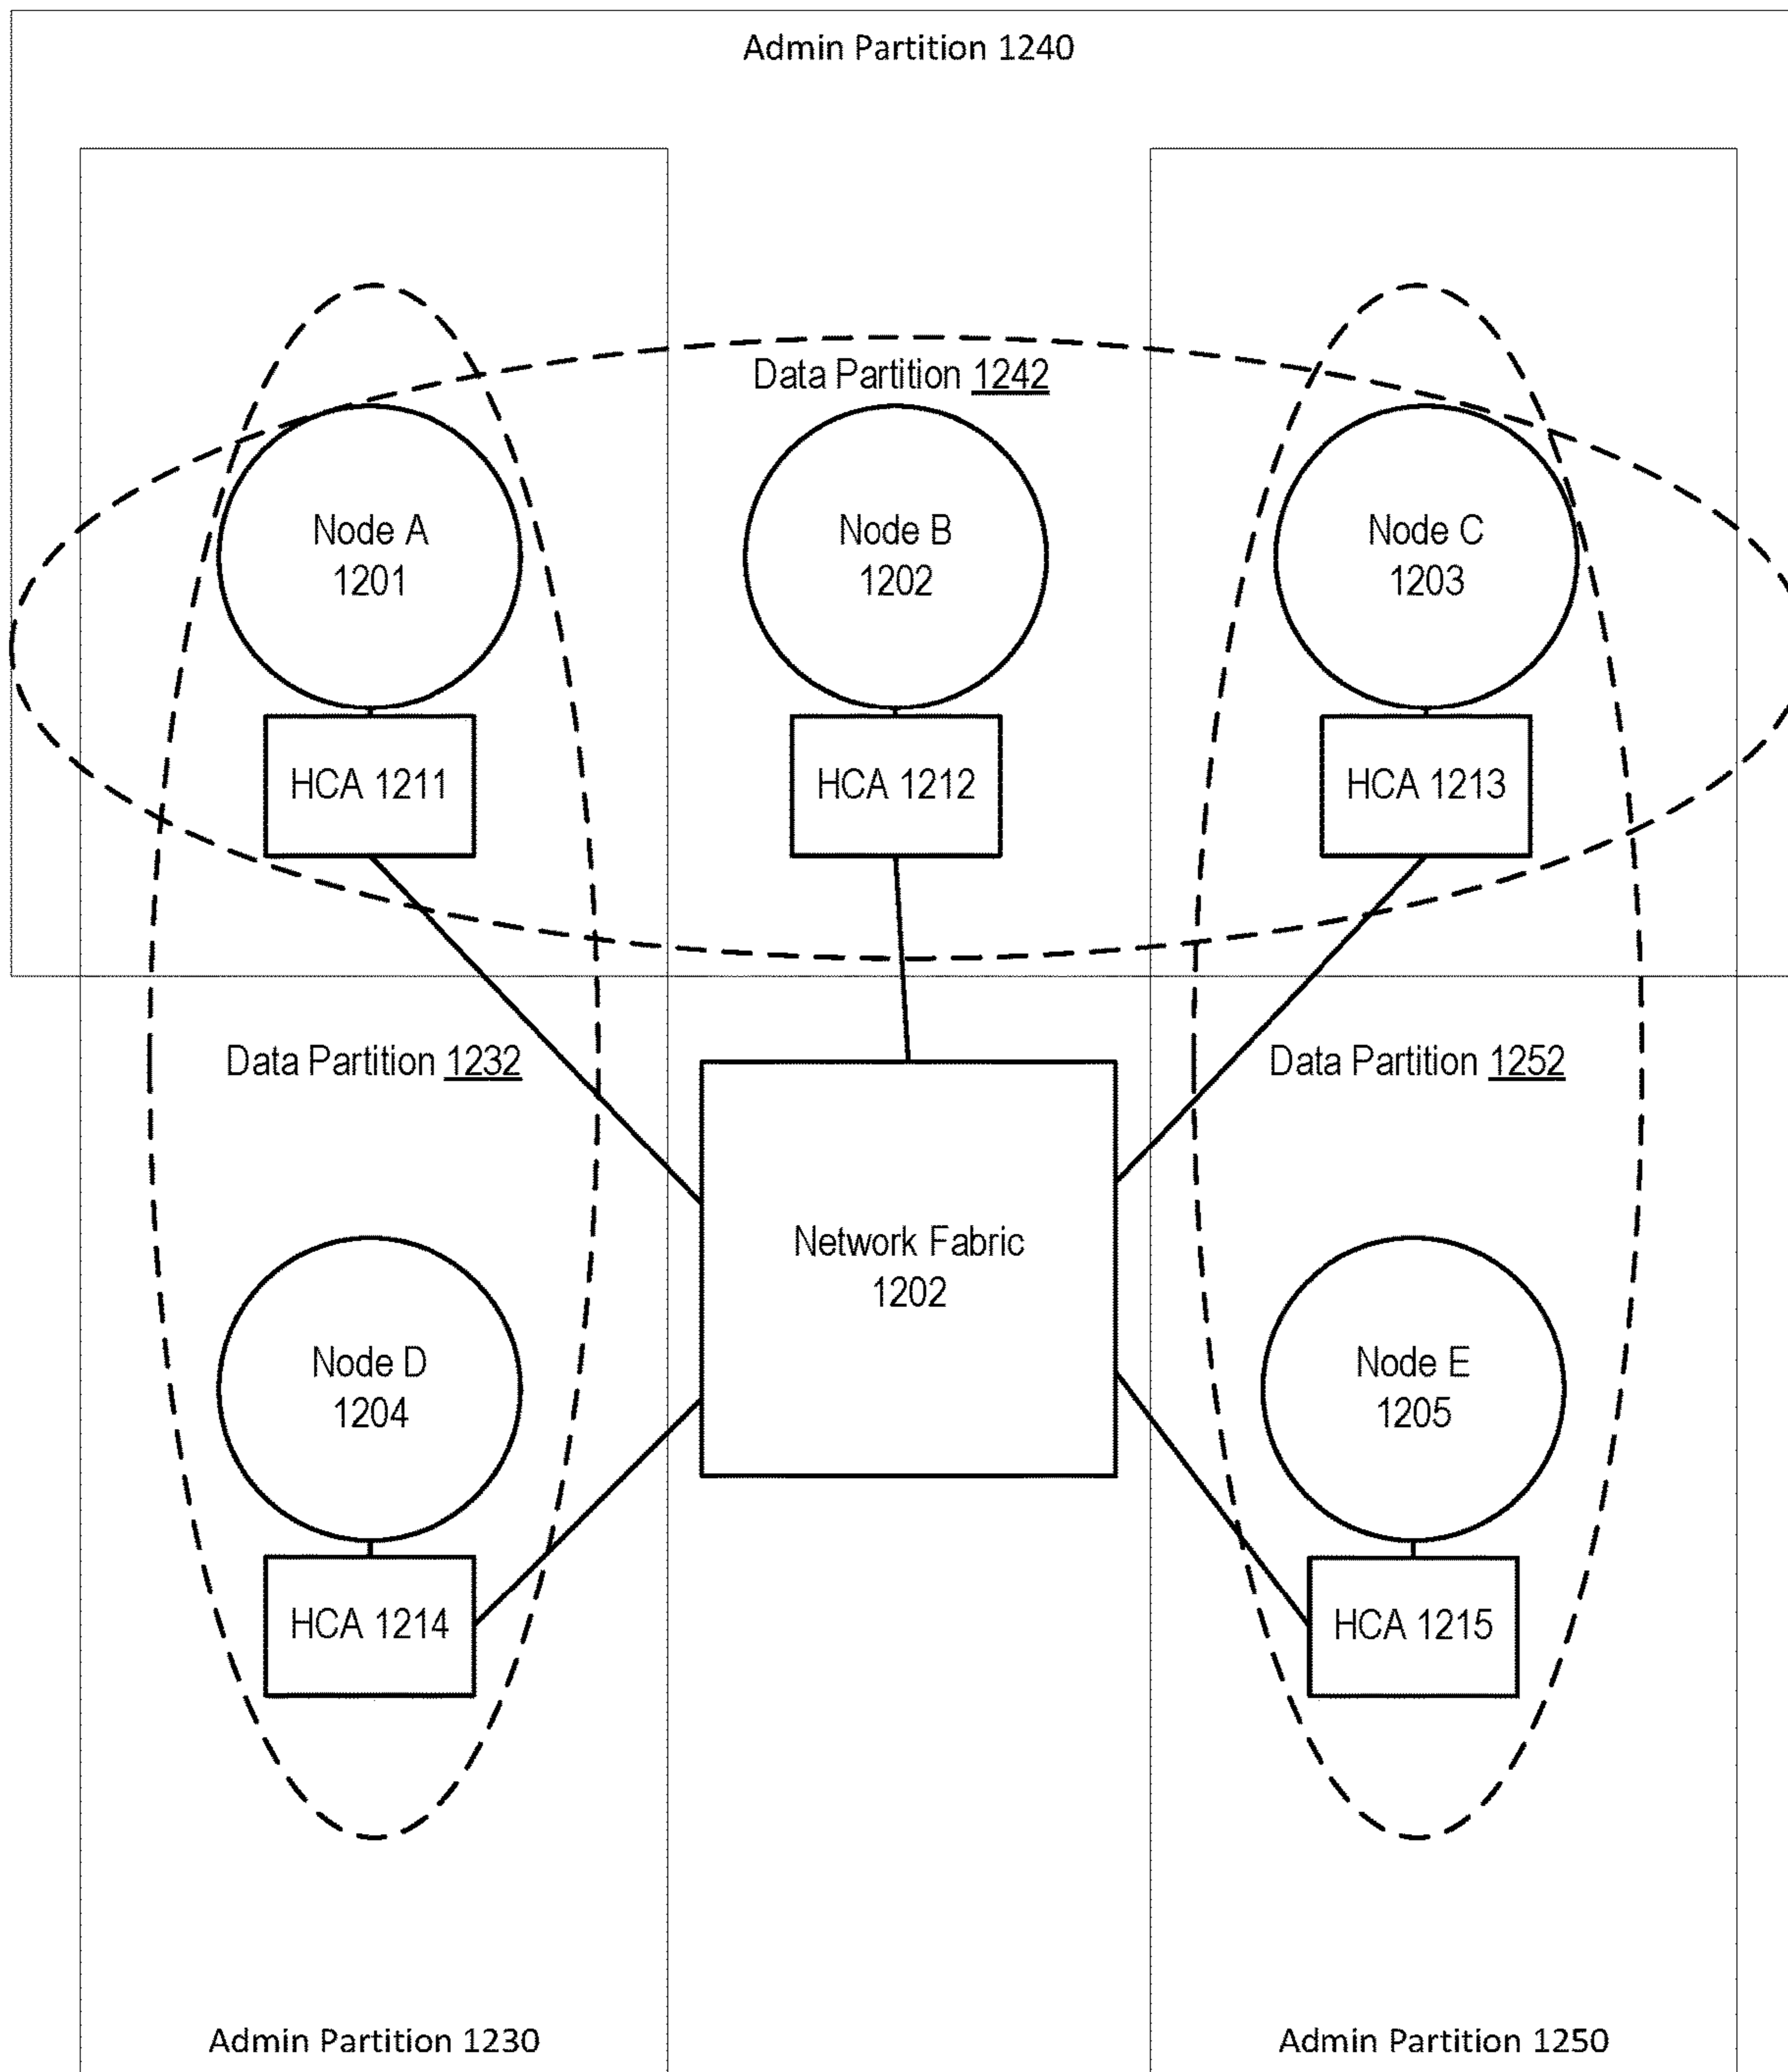 Admin Partition 1240
Data Partition 1242
Node A
1201
Node B
1202
Node C
1203
HCA 1211
HCA 1212
HCA 1213
Data Partition 1232
Data Partition 1252
Network Fabric
1202
Node D
1204
Node E
1205
HCA 1214
HCA 1215
Admin Partition 1230
Admin Partition 1250